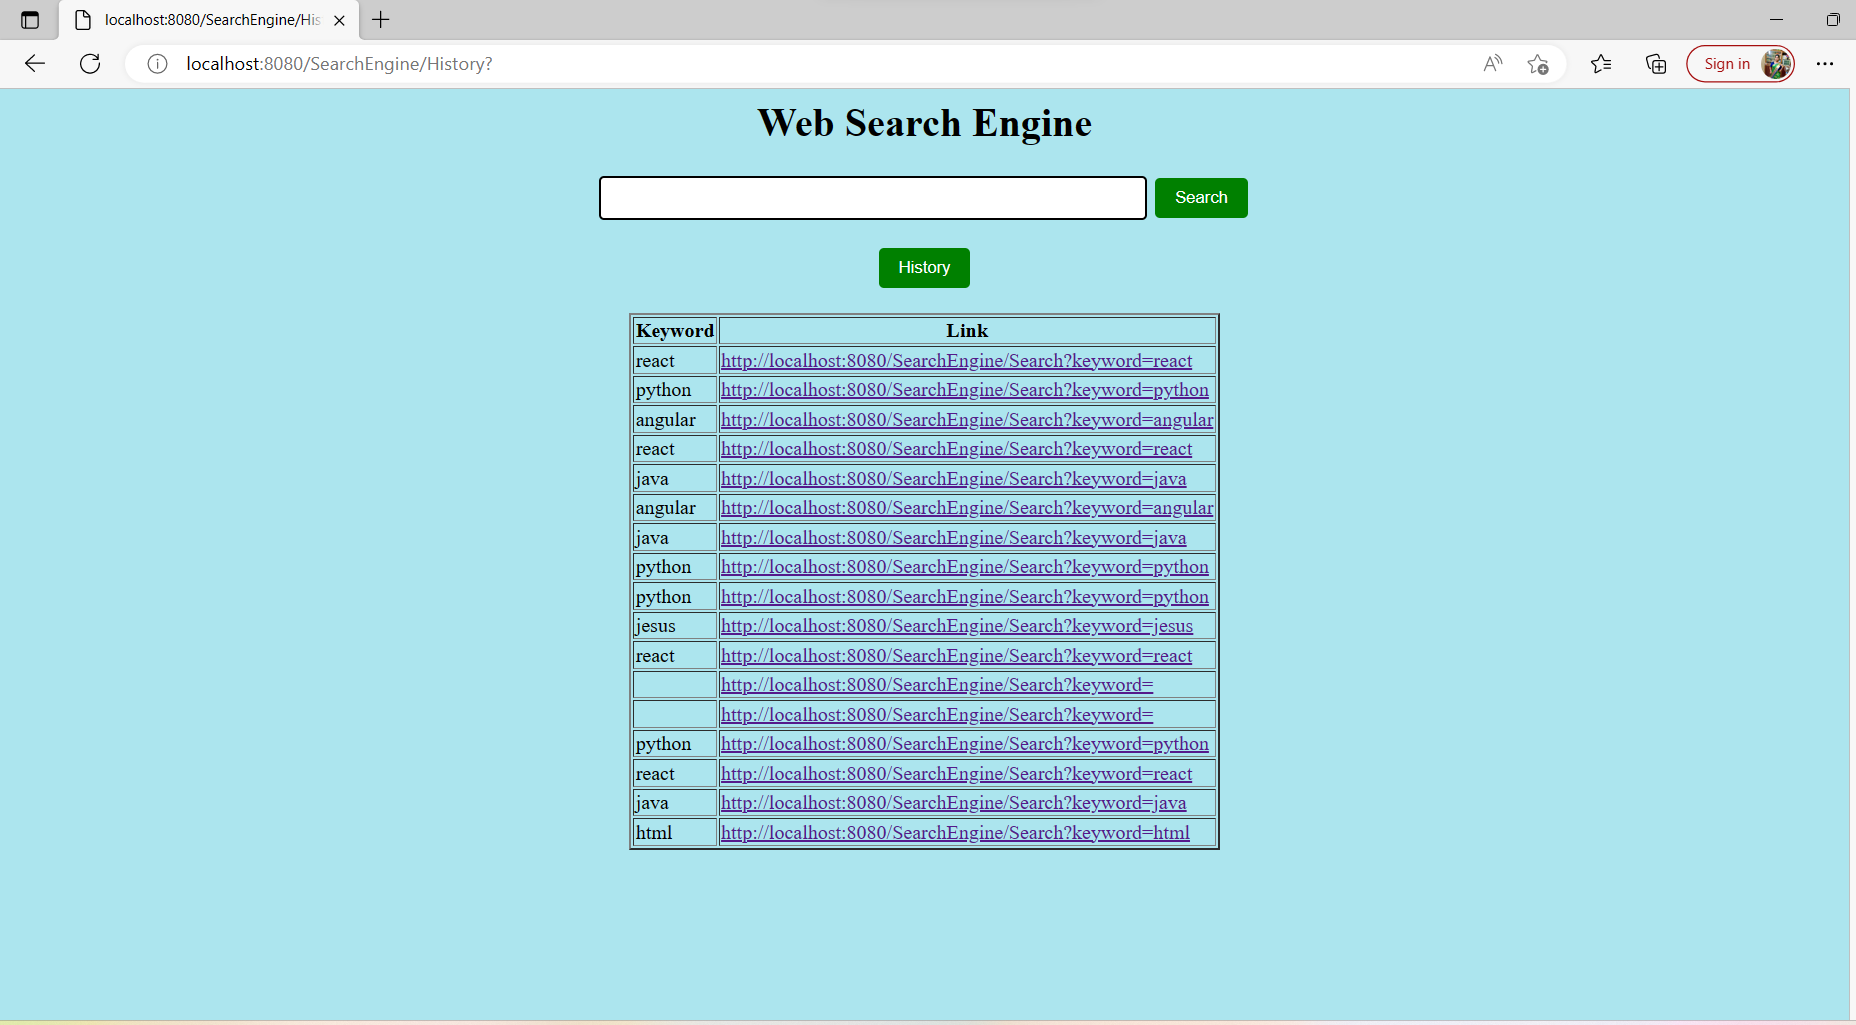 localhost:8080/SearchEngine/His
localhost:8080/SearchEngine/History?
Sign in
Web Search Engine
Search
History
Keyword Link
react http://localhost:8080/SearchEngine/Search?keyword=react
python http://localhost:8080/SearchEngine/Search?keyword=python
angular http://localhost:8080/SearchEngine/Search?keyword=angular
react http://localhost:8080/SearchEngine/Search?keyword=react
java http://localhost:8080/SearchEngine/Search?keyword=java
angular http://localhost:8080/SearchEngine/Search?keyword=angular
java http://localhost:8080/SearchEngine/Search?keyword=java
python http://localhost:8080/SearchEngine/Search?keyword=python
python http://localhost:8080/SearchEngine/Search?keyword=python
jesus http://localhost:8080/SearchEngine/Search?keyword=jesus
react http://localhost:8080/SearchEngine/Search?keyword=react
http://localhost:8080/SearchEngine/Search?keyword=
http://localhost:8080/SearchEngine/Search?keyword=
python http://localhost:8080/SearchEngine/Search?keyword=python
react http://localhost:8080/SearchEngine/Search?keyword=react
java http://localhost:8080/SearchEngine/Search?keyword=java
html http://localhost:8080/SearchEngine/Search?keyword=html